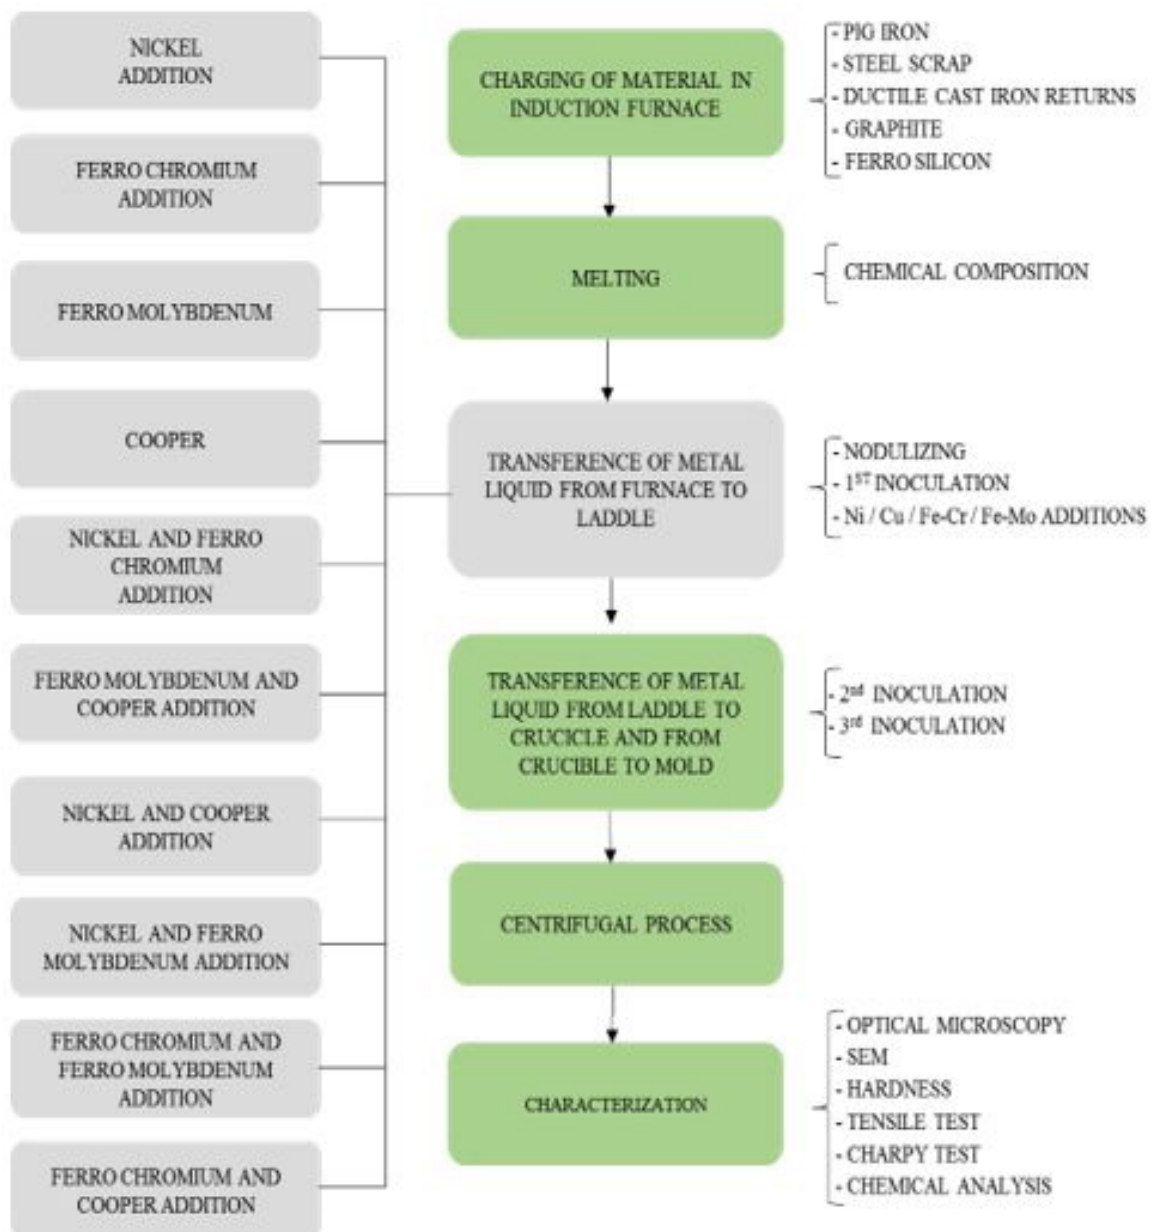 NICKEL
ADDITION
FERRO CHROMIUM
ADDITION
FERRO MOLYBDENUM
COOPER
NICKEL AND FERRO
CHROMIUM
ADDITION
FERRO MOLYBDENUM AND
COOPER ADDITION
NICKEL AND COOPER
ADDITION
NICKEL AND FERRO
MOLYBDENUM ADDITION
FERRO CHROMIUM AND
FERRO MOLYBDENUM
ADDITION
FERRO CHROMIUM AND
COOPER ADDITION
CHARGING OF MATERIAL IN
INDUCTION FURNACE
- PIG IRON
- STEEL SCRAP
- DUCTILE CAST IRON RETURNS
- GRAPHITE
- FERRO SILICON
MELTING
CHEMICAL COMPOSITION
TRANSFERENCE OF METAL
LIQUID FROM FURNACE TO
LADDLE
- NODULIZING
- 1ST INOCULATION
- Ni / Cu / Fe-Cr / Fe-Mo ADDITIONS
TRANSFERENCE OF METAL
LIQUID FROM LADDLE TO
CRUCICLE AND FROM
CRUCIBLE TO MOLD
- 2nd INOCULATION
- 3rd INOCULATION
CENTRIFUGAL PROCESS
CHARACTERIZATION
- OPTICAL MICROSCOPY
- SEM
- HARDNESS
- TENSILE TEST
- CHARPY TEST
- CHEMICAL ANALYSIS